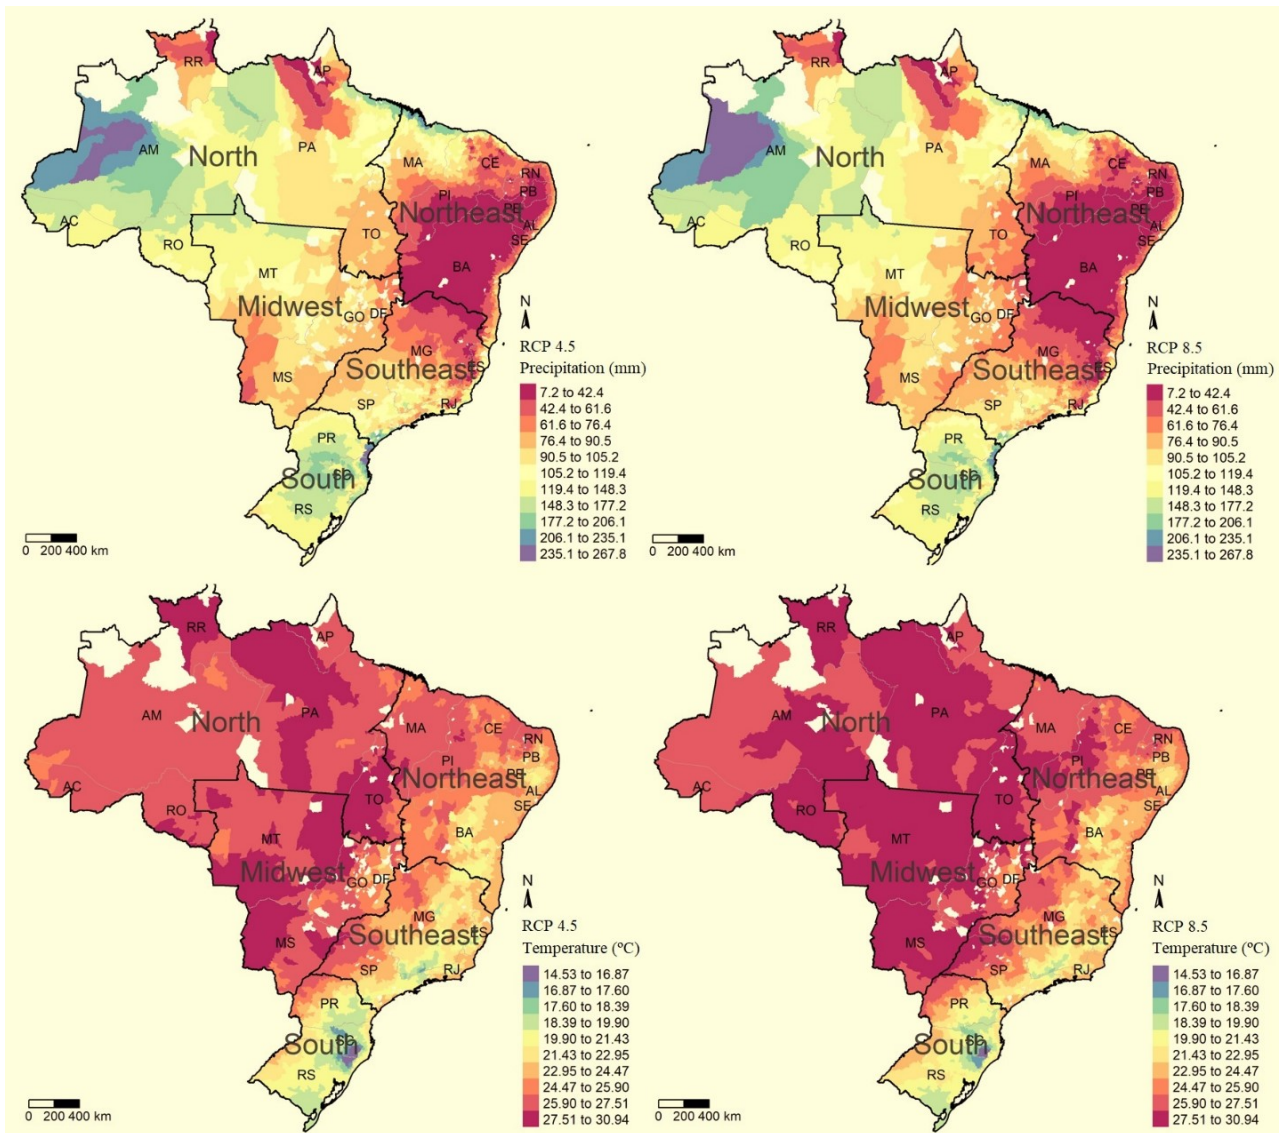 RR
AP
AM
North
PA
MA
CE
RN
PB
PI
PE
Northeast
AL
SE
AC
RO
TO
BA
MT
Midwest
GO
DF
MG
ES
Southeast
MS
SP
RJ
PR
SC
South
RS
0 200 400 km
N
RCP 4.5
Precipitation (mm)
7.2 to 42.4
42.4 to 61.6
61.6 to 76.4
76.4 to 90.5
90.5 to 105.2
105.2 to 119.4
119.4 to 148.3
148.3 to 177.2
177.2 to 206.1
206.1 to 235.1
235.1 to 267.8
RR
AP
AM
North
PA
MA
CE
RN
PB
PI
PE
Northeast
AL
SE
AC
RO
TO
BA
MT
Midwest
GO
DF
MG
ES
Southeast
MS
SP
RJ
PR
SC
South
RS
0 200 400 km
N
RCP 8.5
Precipitation (mm)
7.2 to 42.4
42.4 to 61.6
61.6 to 76.4
76.4 to 90.5
90.5 to 105.2
105.2 to 119.4
119.4 to 148.3
148.3 to 177.2
177.2 to 206.1
206.1 to 235.1
235.1 to 267.8
RR
AP
AM
North
PA
MA
CE
RN
PB
PI
PE
Northeast
AL
SE
AC
RO
TO
BA
MT
Midwest
GO
DF
MG
ES
Southeast
MS
SP
RJ
PR
SC
South
RS
0 200 400 km
N
RCP 4.5
Temperature (ºC)
14.53 to 16.87
16.87 to 17.60
17.60 to 18.39
18.39 to 19.90
19.90 to 21.43
21.43 to 22.95
22.95 to 24.47
24.47 to 25.90
25.90 to 27.51
27.51 to 30.94
RR
AP
AM
North
PA
MA
CE
RN
PB
PI
PE
Northeast
AL
SE
AC
RO
TO
BA
MT
Midwest
GO
DF
MG
ES
Southeast
MS
SP
RJ
PR
SC
South
RS
0 200 400 km
N
RCP 8.5
Temperature (ºC)
14.53 to 16.87
16.87 to 17.60
17.60 to 18.39
18.39 to 19.90
19.90 to 21.43
21.43 to 22.95
22.95 to 24.47
24.47 to 25.90
25.90 to 27.51
27.51 to 30.94